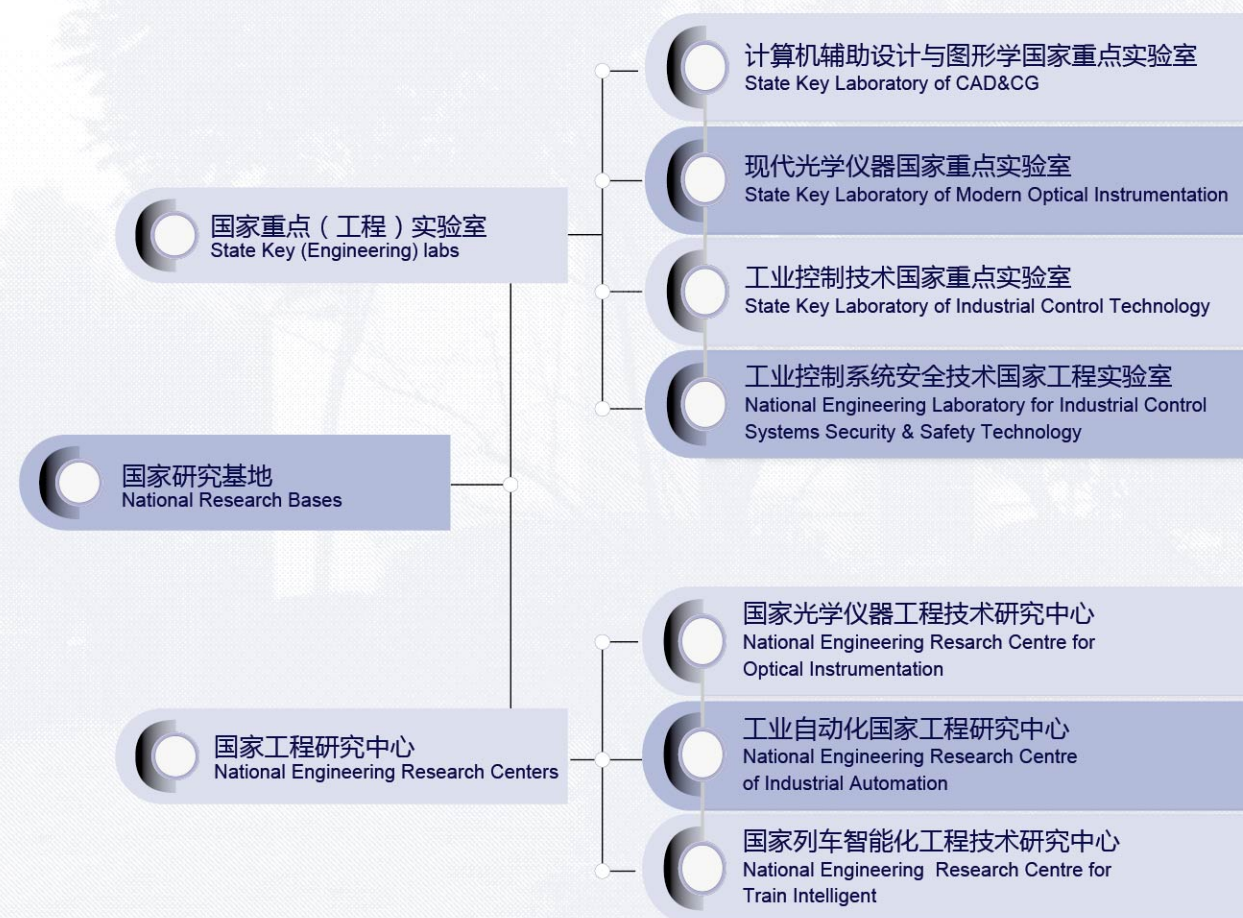 计算机辅助设计与图形学国家重点实验室
State Key Laboratory of CAD&CG
现代光学仪器国家重点实验室
State Key Laboratory of Modern Optical Instrumentation
国家重点（工程）实验室
State Key (Engineering) labs
工业控制技术国家重点实验室
State Key Laboratory of Industrial Control Technology
工业控制系统安全技术国家工程实验室
National Engineering Laboratory for Industrial Control
Systems Security & Safety Technology
国家研究基地
National Research Bases
国家光学仪器工程技术研究中心
National Engineering Resarch Centre for
Optical Instrumentation
国家工程研究中心
National Engineering Research Centers
工业自动化国家工程研究中心
National Engineering Research Centre
of Industrial Automation
国家列车智能化工程技术研究中心
National Engineering  Research Centre for
Train Intelligent